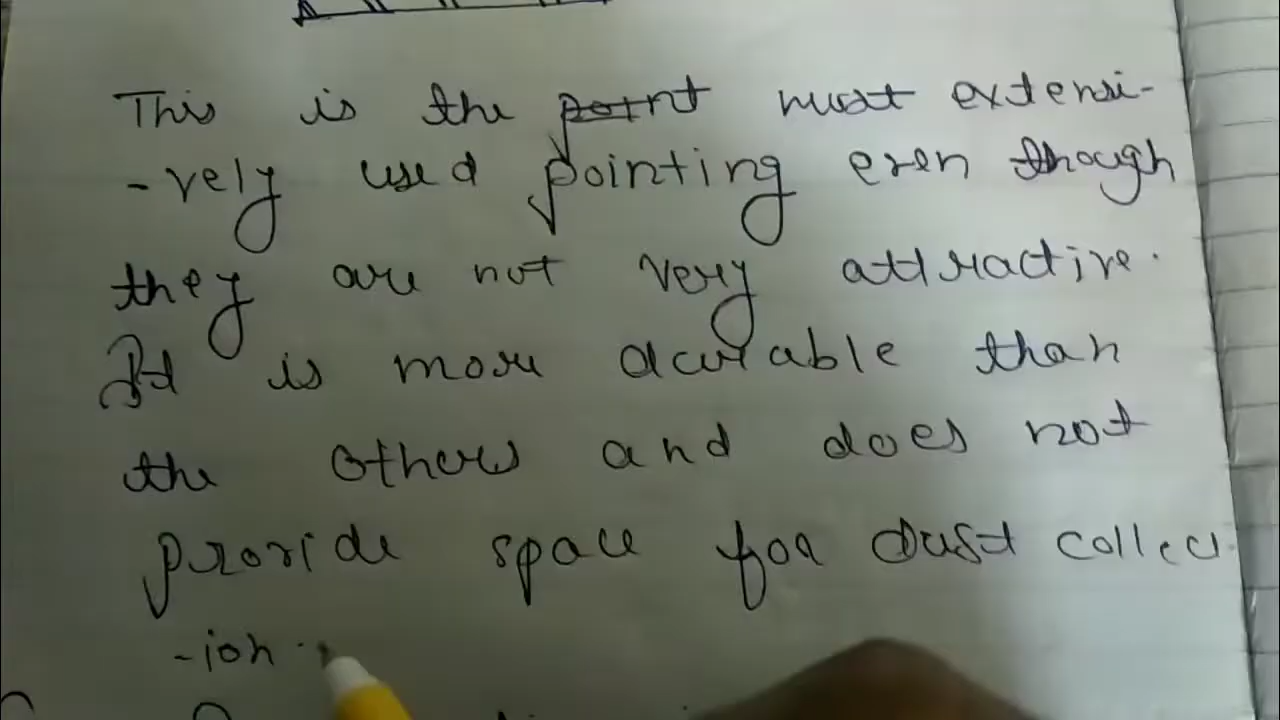 This is the point most extensi-
-vely used pointing even though
they are not very attractive.
It is more durable than
the others and does not
provide space for dust collec
-ion.